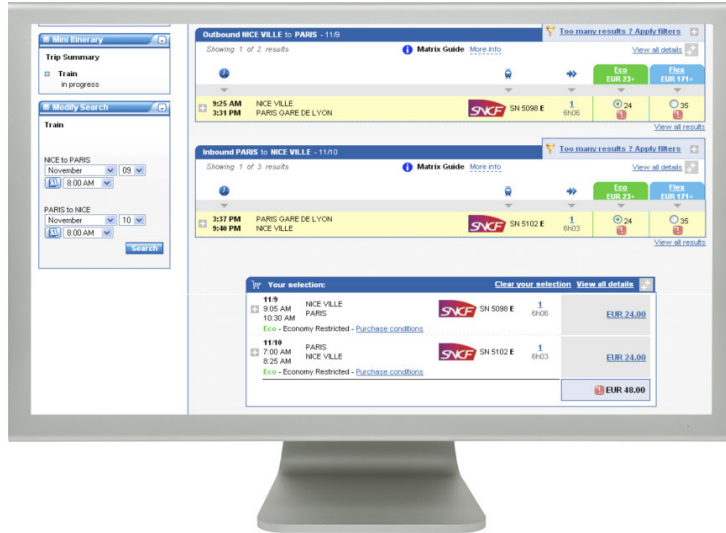 Mini Itinerary
Trip Summary
Train
in progress
Modify Search
Train
NICE to PARIS
November 09
8:00 AM
PARIS to NICE
November 10
8:00 AM
Search
Outbound NICE VILLE to PARIS - 11/9
Too many results ? Apply filters
Showing 1 of 2 results
Matrix Guide More info
View all details
Eco Flex
EUR 23+ EUR 171+
9:25 AM NICE VILLE
3:31 PM PARIS GARE DE LYON
SNCF SN 5098 E
1
6h06
24 35
View all results
Inbound PARIS to NICE VILLE - 11/10
Too many results ? Apply filters
Showing 1 of 3 results
Matrix Guide More info
View all details
Eco Flex
EUR 23+ EUR 171+
3:37 PM PARIS GARE DE LYON
9:40 PM NICE VILLE
SNCF SN 5102 E
1
6h03
24 35
View all results
Your selection: Clear your selection View all details
11/9
9:05 AM NICE VILLE
10:30 AM PARIS
SNCF SN 5098 E
1
6h06
EUR 24.00
Eco - Economy Restricted - Purchase conditions
11/10
7:00 AM PARIS
8:25 AM NICE VILLE
SNCF SN 5102 E
1
6h03
EUR 24.00
Eco - Economy Restricted - Purchase conditions
EUR 48.00